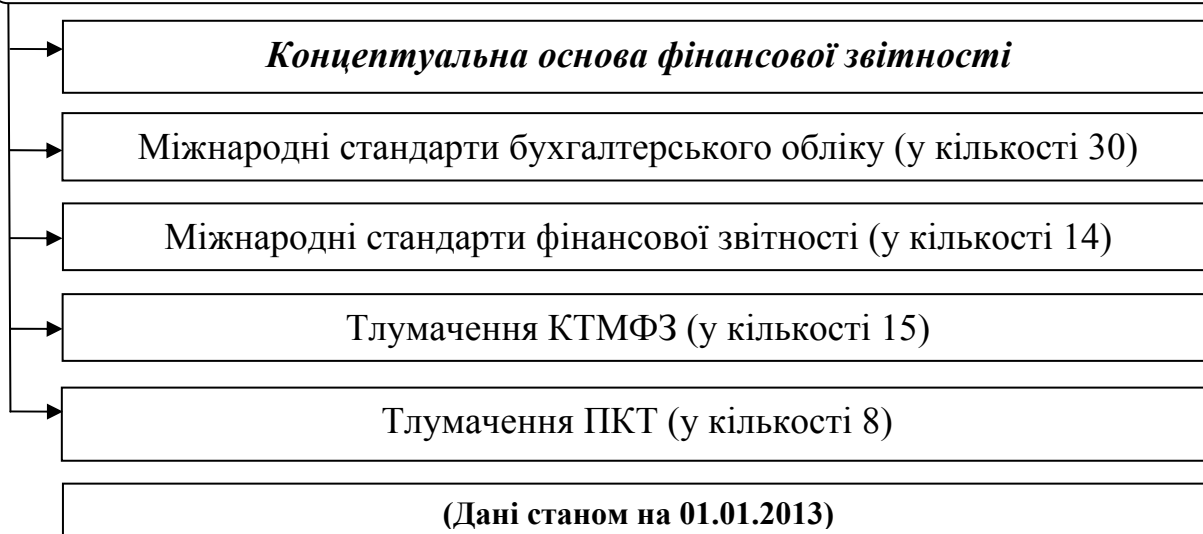 Концептуальна основа фінансової звітності
Міжнародні стандарти бухгалтерського обліку (у кількості 30)
Міжнародні стандарти фінансової звітності (у кількості 14)
Тлумачення КТМФЗ (у кількості 15)
Тлумачення ПКТ (у кількості 8)
(Дані станом на 01.01.2013)